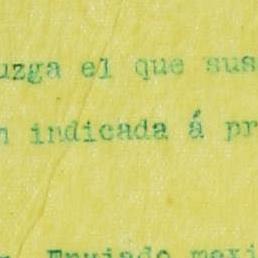 uzga el que sus
n indicada á pr
Enviado mexi